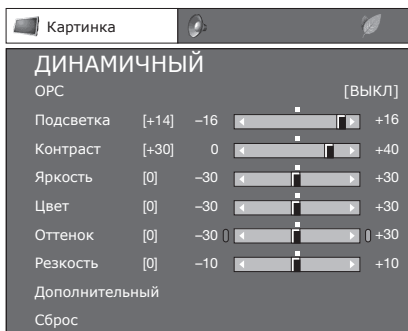 Картинка
ДИНАМИЧНЫЙ
OPC [ВЫКЛ]
Подсветка [+14] –16 +16
Контраст [+30] 0 +40
Яркость [0] –30 +30
Цвет [0] –30 +30
Оттенок [0] –30 +30
Резкость [0] –10 +10
Дополнительный
Сброс